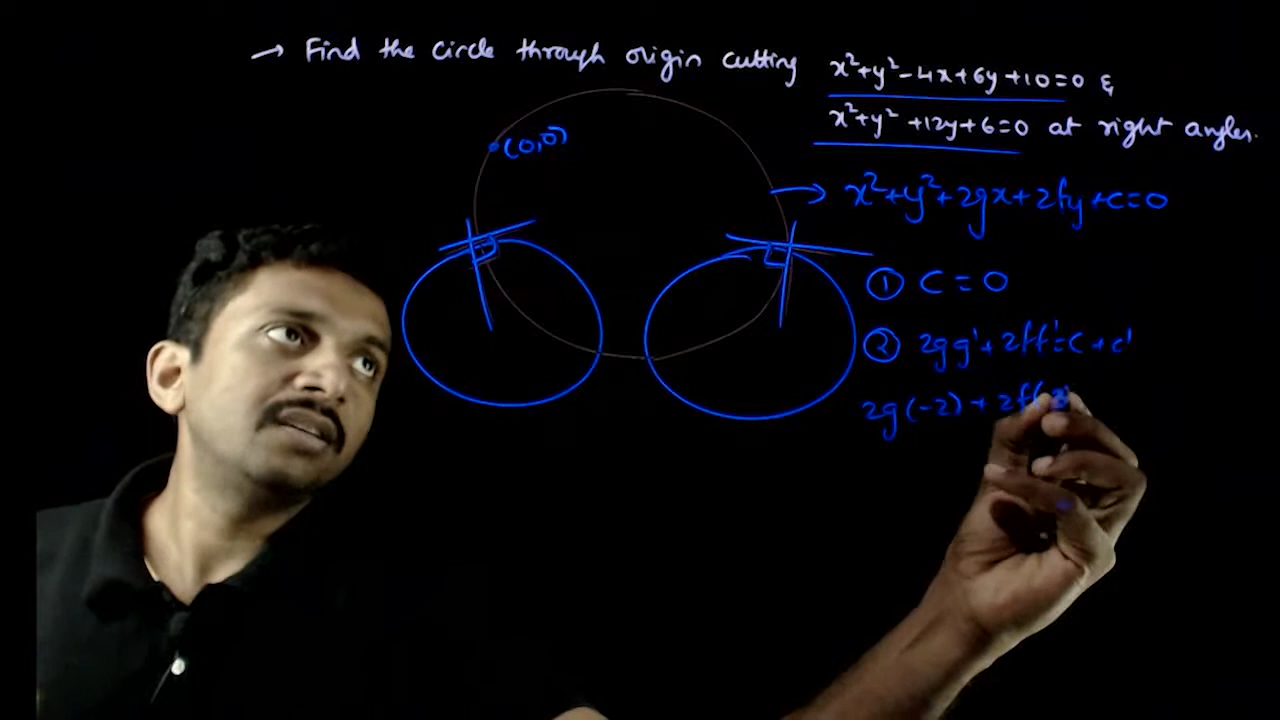 → Find the circle through origin cutting x²+y²-4x+6y+10=0 &
x²+y²+12y+6=0 at right angles.
(0,0)
→ x²+y²+2gx+2fy+c=0
① C=0
② 2gg'+2ff'=c+c'
2g(-2)+2f(3)